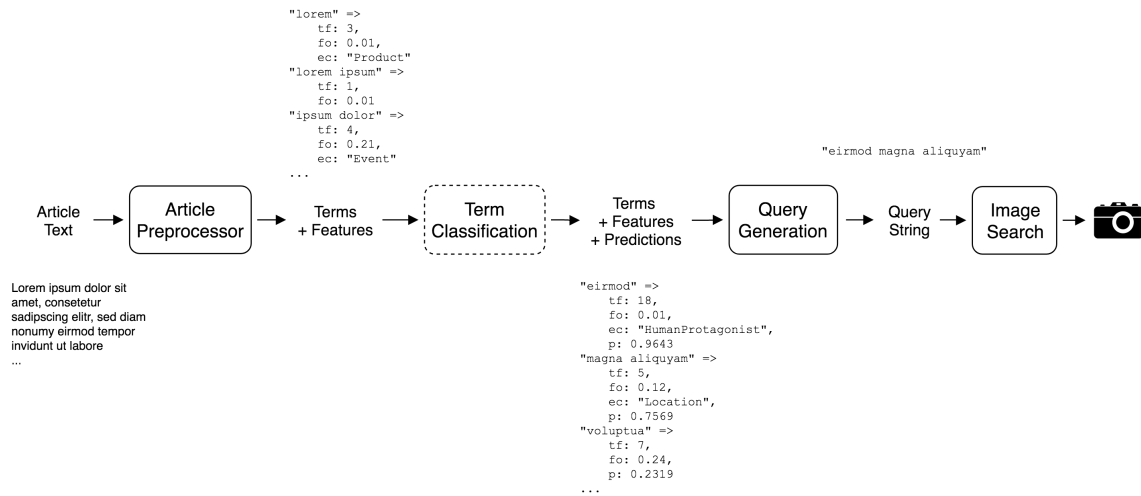 "lorem" =>
tf: 3,
fo: 0.01,
ec: "Product"
"lorem ipsum" =>
tf: 1,
fo: 0.01
"ipsum dolor" =>
tf: 4,
fo: 0.21,
ec: "Event"
...
"eirmod magna aliquyam"
Article
Text
Article
Preprocessor
Terms
+ Features
Term
Classification
Terms
+ Features
+ Predictions
Query
Generation
Query
String
Image
Search
Lorem ipsum dolor sit
amet, consetetur
sadipscing elitr, sed diam
nonumy eirmod tempor
invidunt ut labore
...
"eirmod" =>
tf: 18,
fo: 0.01,
ec: "HumanProtagonist",
p: 0.9643
"magna aliquyam" =>
tf: 5,
fo: 0.12,
ec: "Location",
p: 0.7569
"voluptua" =>
tf: 7,
fo: 0.24,
p: 0.2319
...